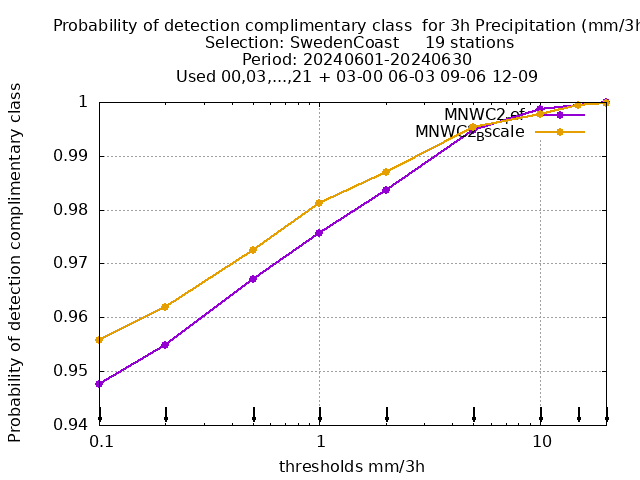 Probability of detection complimentary class  for 3h Precipitation (mm/3h
Selection: SwedenCoast     19 stations
Period: 20240601-20240630
Used 00,03,...,21 + 03-00 06-03 09-06 12-09
Probability of detection complimentary class
1
0.99
0.98
0.97
0.96
0.95
0.94
MNWC2
MNWC2Bscale
0.1
1
10
thresholds mm/3h